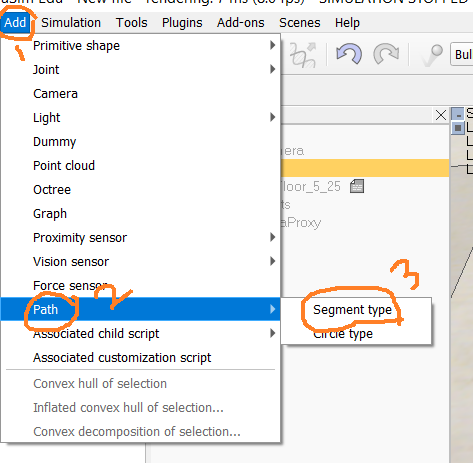 Edu - New file - rendering: 7 ms (8.0 fps) - SIMULATION STOPPED
Add Simulation Tools Plugins Add-ons Scenes Help
1
Primitive shape
Joint
Camera
Light
Dummy
Point cloud
Octree
Graph
Proximity sensor
Vision sensor
Force sensor
Path
2
Segment type
3
Circle type
Associated child script
Associated customization script
Convex hull of selection
Inflated convex hull of selection...
Convex decomposition of selection...
Bul
era
loor_5_25
ts
aProxy